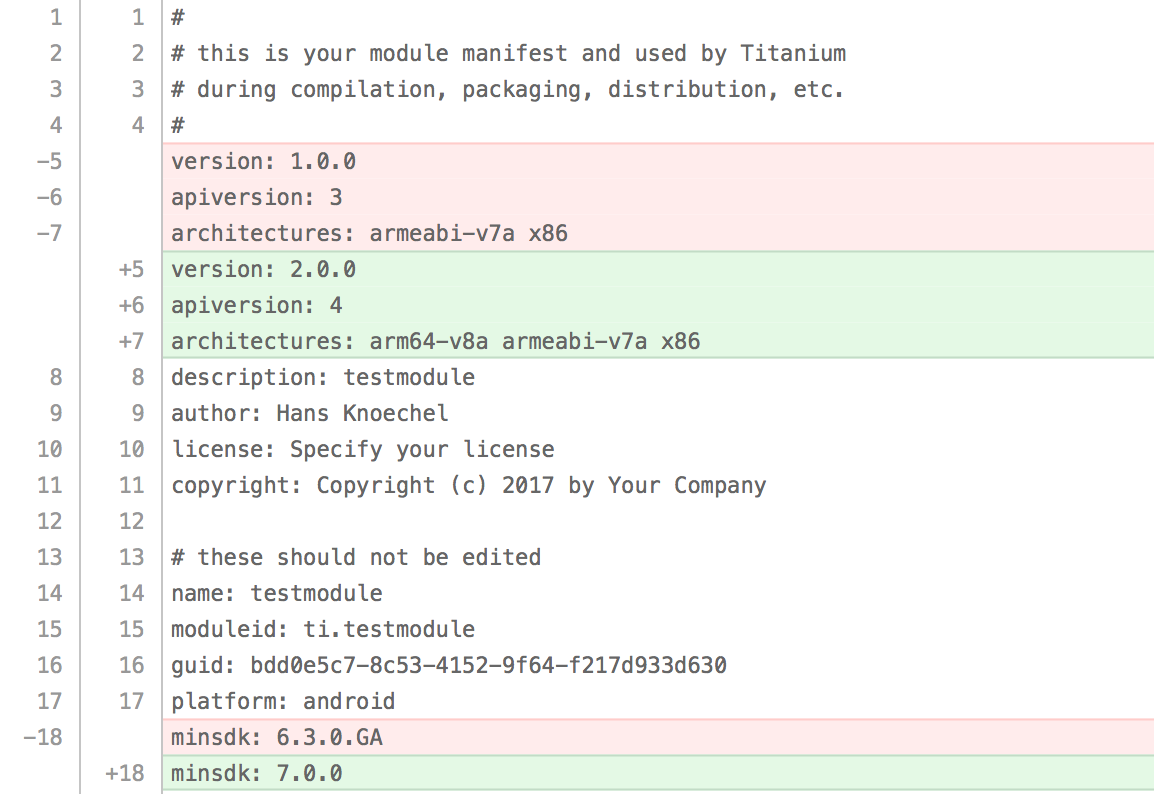 1 1 #
2 2 # this is your module manifest and used by Titanium
3 3 # during compilation, packaging, distribution, etc.
4 4 #
−5 version: 1.0.0
−6 apiversion: 3
−7 architectures: armeabi-v7a x86
+5 version: 2.0.0
+6 apiversion: 4
+7 architectures: arm64-v8a armeabi-v7a x86
8 8 description: testmodule
9 9 author: Hans Knoechel
10 10 license: Specify your license
11 11 copyright: Copyright (c) 2017 by Your Company
12 12
13 13 # these should not be edited
14 14 name: testmodule
15 15 moduleid: ti.testmodule
16 16 guid: bdd0e5c7-8c53-4152-9f64-f217d933d630
17 17 platform: android
−18 minsdk: 6.3.0.GA
+18 minsdk: 7.0.0